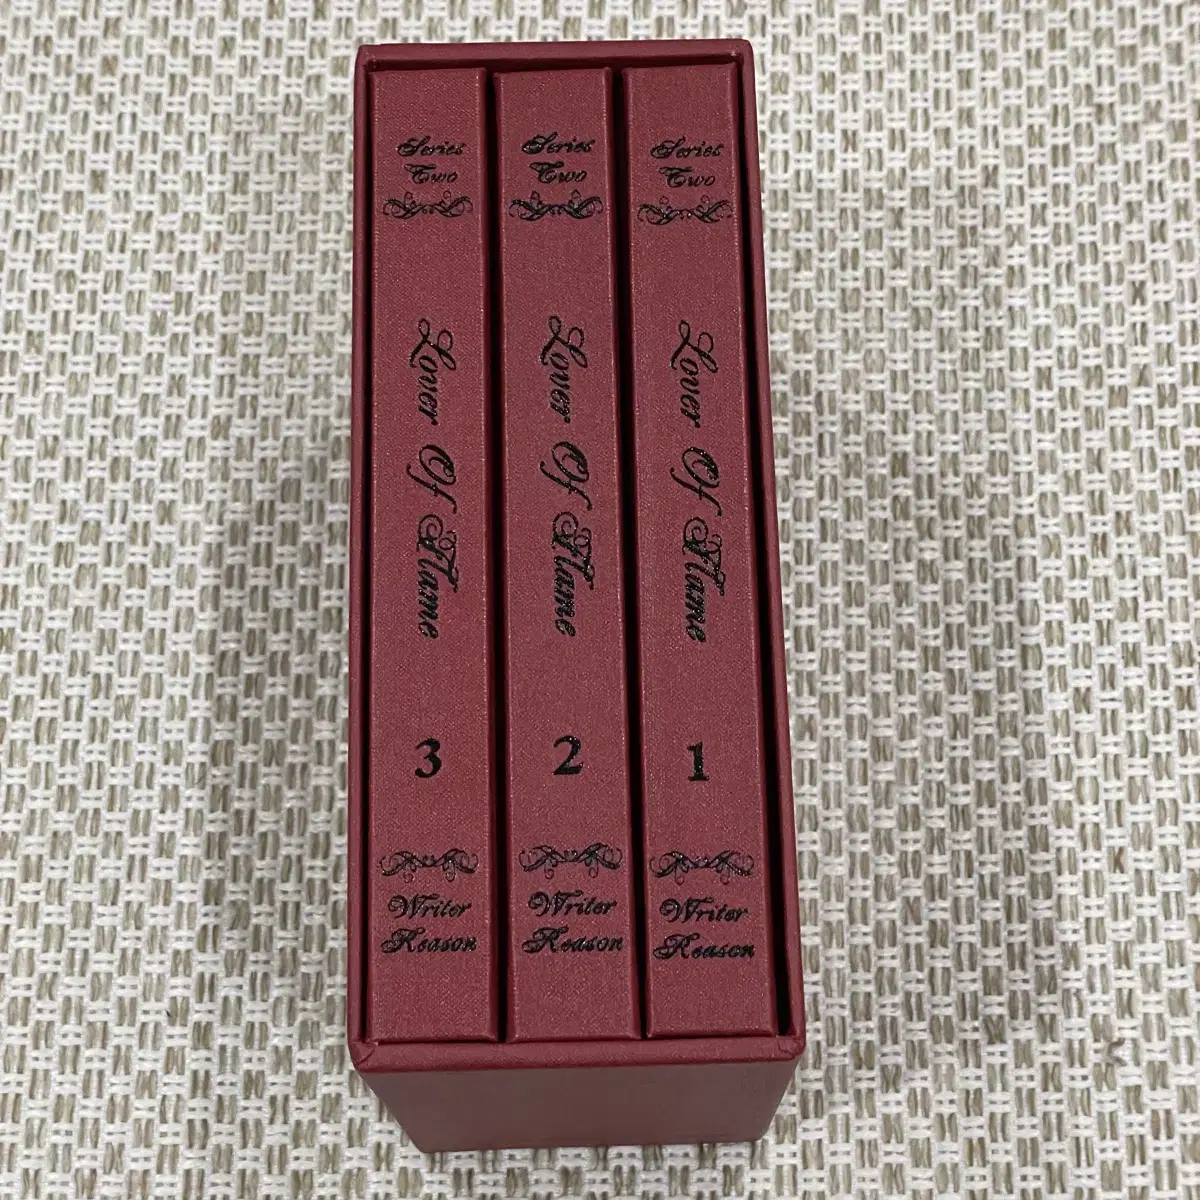 Series
Two
Lover Of Flame
3
Writer
Reason
Series
Two
Lover Of Flame
2
Writer
Reason
Series
Two
Lover Of Flame
1
Writer
Reason